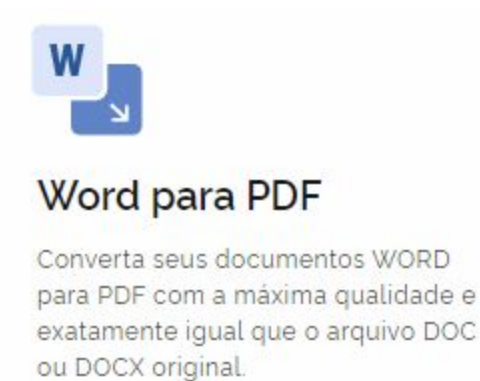 W
Word para PDF
Converta seus documentos WORD
para PDF com a máxima qualidade e
exatamente igual que o arquivo DOC
ou DOCX original.